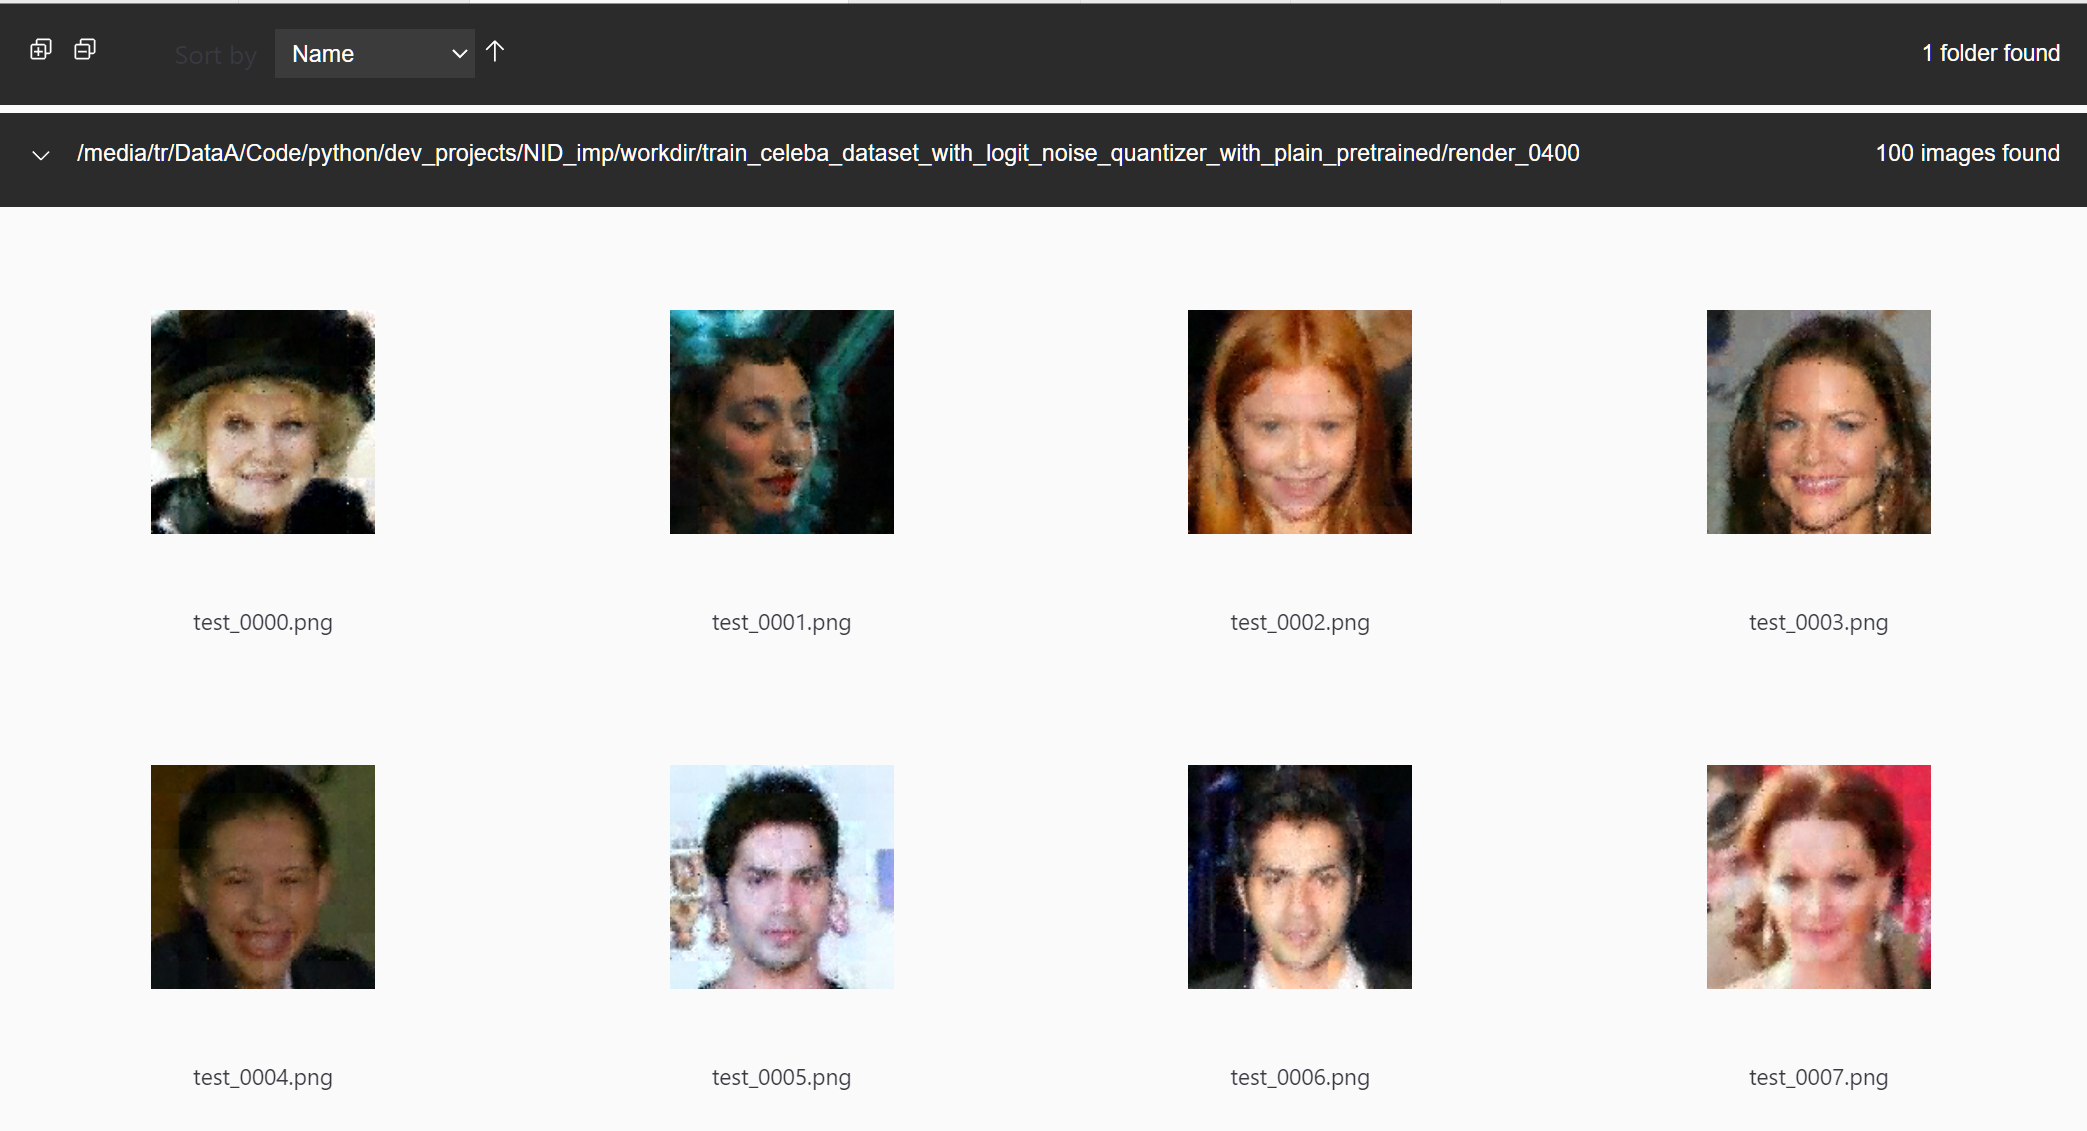 Sort by Name 1 folder found
/media/tr/DataA/Code/python/dev_projects/NID_imp/workdir/train_celeba_dataset_with_logit_noise_quantizer_with_plain_pretrained/render_0400 100 images found
test_0000.png test_0001.png test_0002.png test_0003.png
test_0004.png test_0005.png test_0006.png test_0007.png